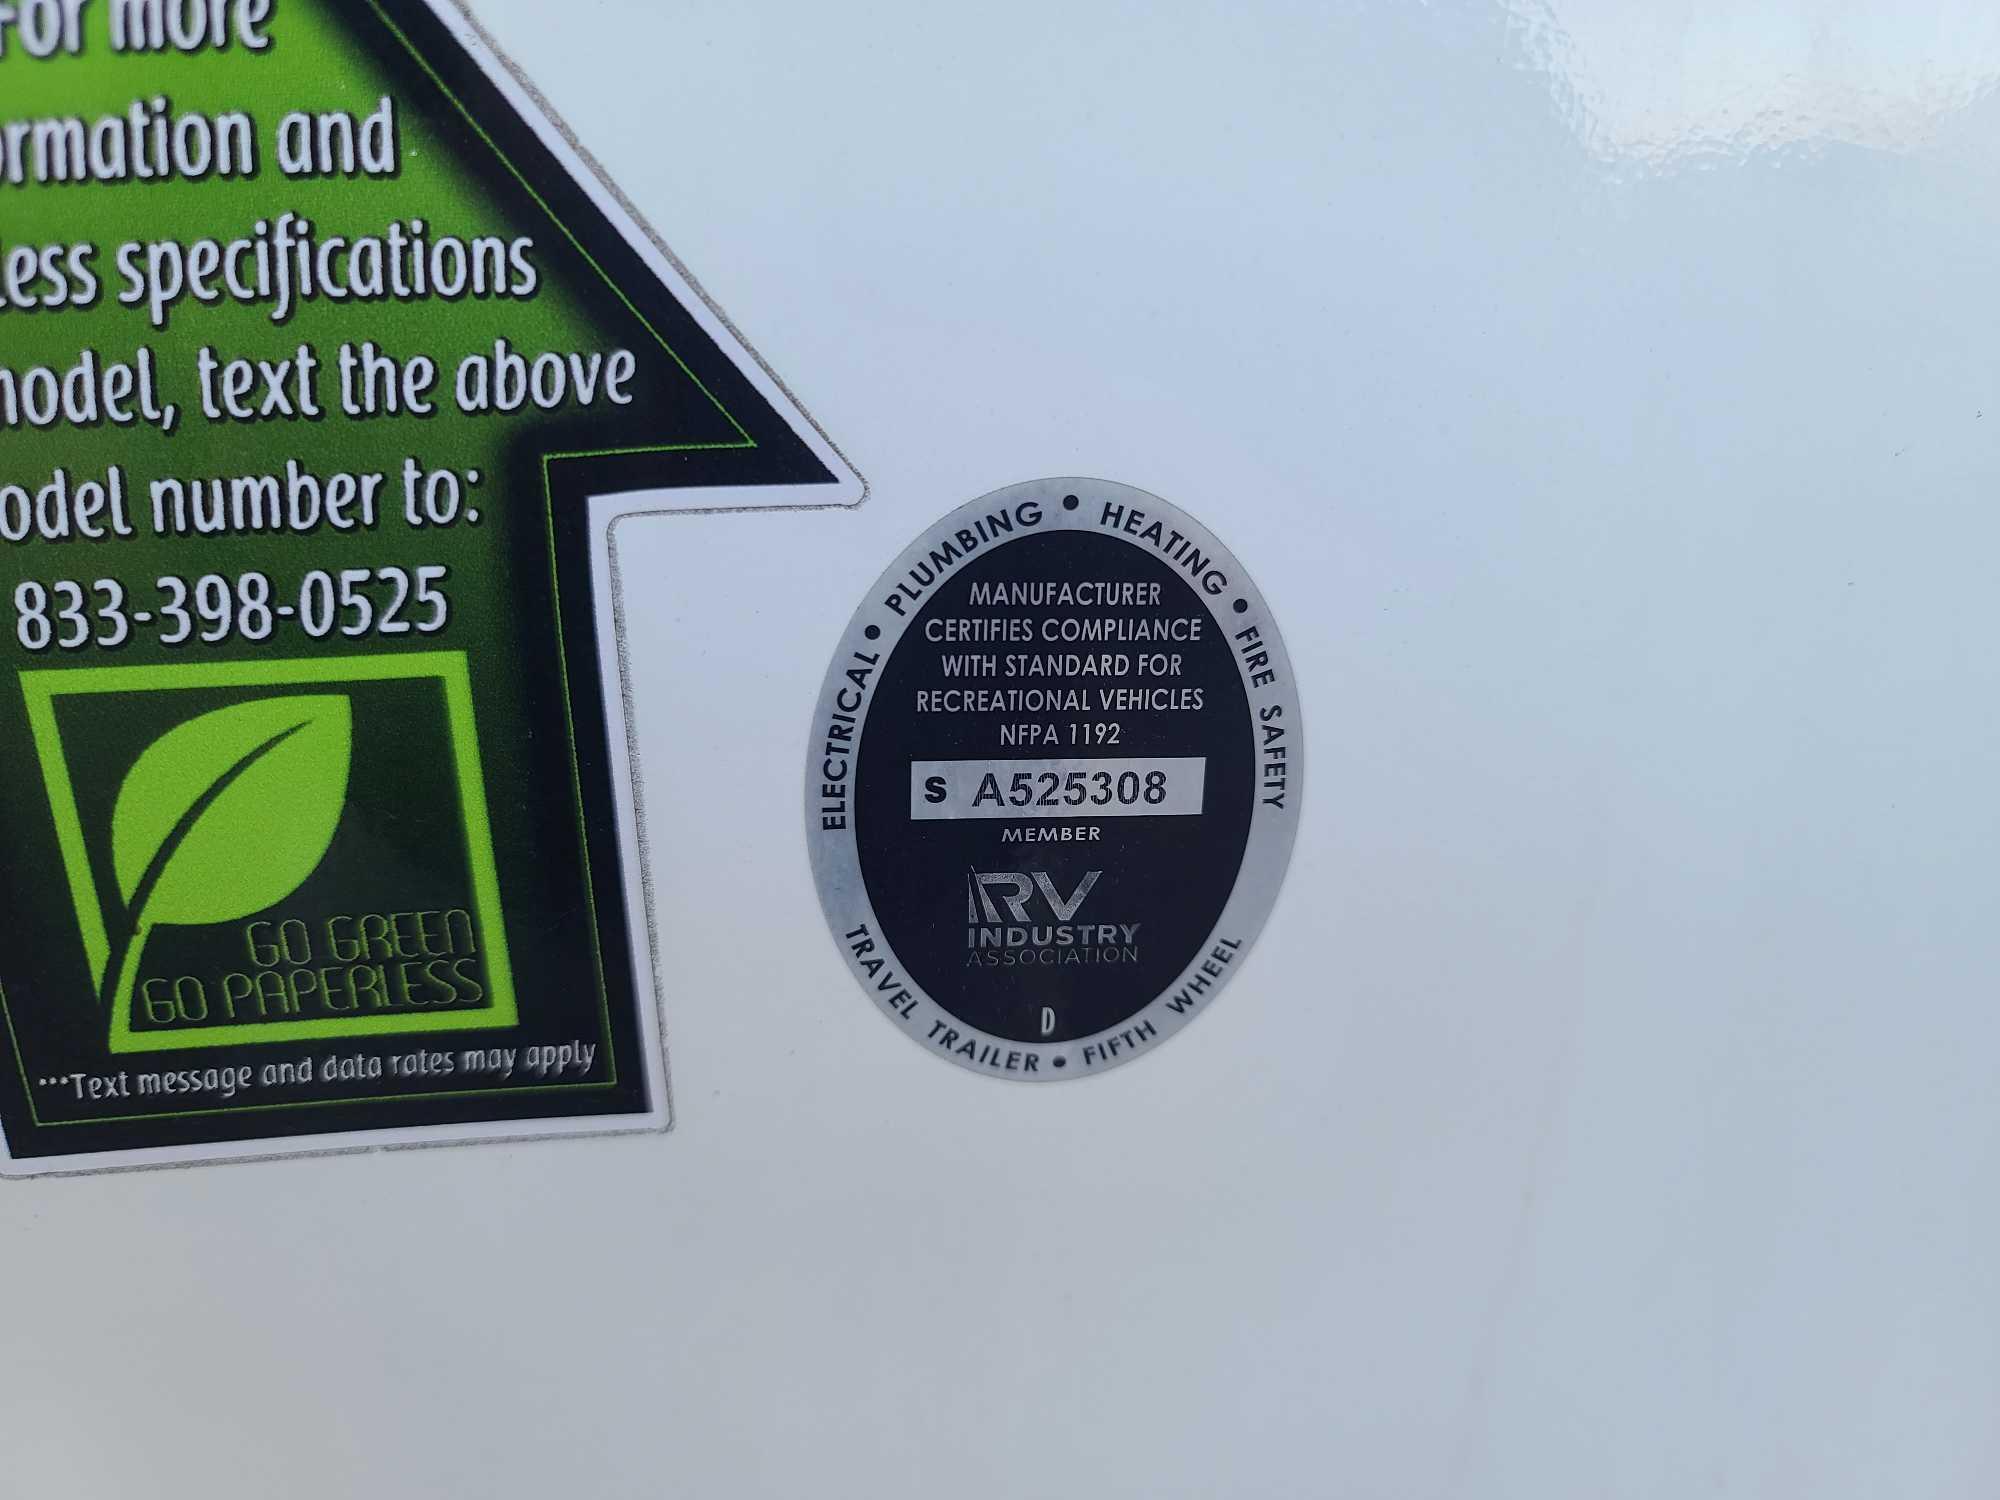 For more
ormation and
less specifications
model, text the above
odel number to:
833-398-0525
GO GREEN
GO PAPERLESS
***Text message and data rates may apply
ELECTRICAL • PLUMBING • HEATING • FIRE SAFETY
MANUFACTURER
CERTIFIES COMPLIANCE
WITH STANDARD FOR
RECREATIONAL VEHICLES
NFPA 1192
S A525308
MEMBER
RV
INDUSTRY
ASSOCIATION
D
TRAVEL TRAILER • FIFTH WHEEL